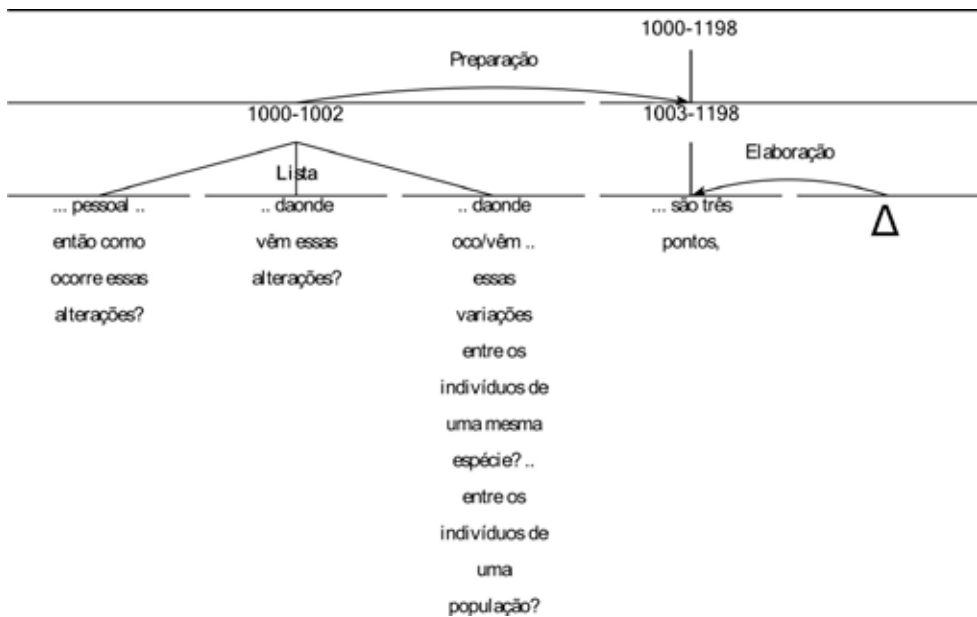 1000-1198
Preparação
1000-1002
1003-1198
Elaboração
Lista
... pessoal ..
então como
ocorre essas
alterações?
.. daonde
vêm essas
alterações?
.. daonde
oco/vêm ..
essas
variações
entre os
indivíduos de
uma mesma
espécie? ..
entre os
indivíduos de
uma
população?
... são três
pontos,
Δ